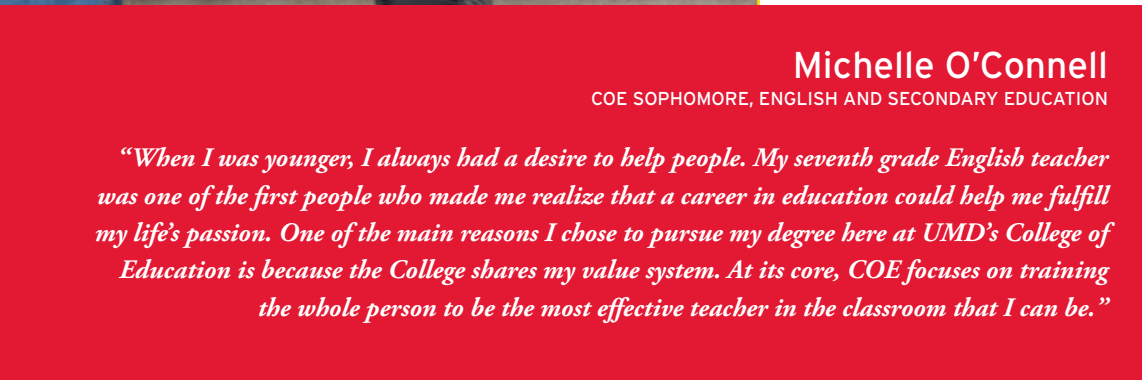 Michelle O’Connell
COE SOPHOMORE, ENGLISH AND SECONDARY EDUCATION
“When I was younger, I always had a desire to help people. My seventh grade English teacher
was one of the first people who made me realize that a career in education could help me fulfill
my life’s passion. One of the main reasons I chose to pursue my degree here at UMD’s College of
Education is because the College shares my value system. At its core, COE focuses on training
the whole person to be the most effective teacher in the classroom that I can be.”